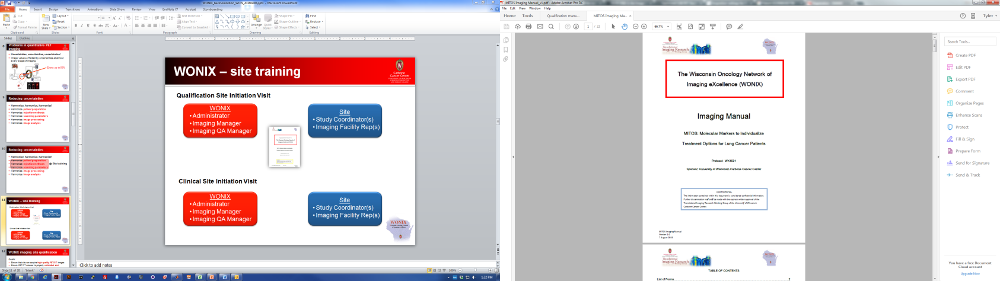 WONIX_harmonization_WON_20160409.pptx - Microsoft PowerPoint
File Home Insert Design Transitions Animations Slide Show Review View EndNote X7 Acrobat Storyboarding
Paste
Cut
Copy
Format Painter
Clipboard
New Slide
Layout
Reset
Section
Slides
Font
Paragraph
Text Direction
Align Text
Convert to SmartArt
Arrange
Quick Styles
Shape Fill
Shape Outline
Shape Effects
Drawing
Find
Replace
Select
Editing
Slides Outline
Problems in quantitative PET imaging
Uncertainties, uncertainties, uncertainties!
Image values affected by uncertainties at almost every stage of imaging
Errors up to 50%
9
Reducing uncertainties
Harmonize, harmonize, harmonize!
Harmonize patient preparation
Harmonize injection methods
Harmonize scanning parameters
Harmonize image processing
Harmonize image analysis
10
Reducing uncertainties
Harmonize, harmonize, harmonize!
Harmonize patient preparation
Harmonize injection methods
Harmonize scanning parameters
Harmonize image processing
Harmonize image analysis
Site training
11
WONIX – site training
12
WONIX imaging site qualification
Goals:
Ensure the site can acquire high quality PET/CT images
WONIX – site training
Carbone
Cancer Center
Qualification Site Initiation Visit
WONIX
• Administrator
• Imaging Manager
• Imaging QA Manager
Site
• Study Coordinator(s)
• Imaging Facility Rep(s)
Clinical Site Initiation Visit
WONIX
• Administrator
• Imaging Manager
• Imaging QA Manager
Site
• Study Coordinator(s)
• Imaging Facility Rep(s)
WONIX
Click to add notes
Slide 11 of 28 "blank" 100%
1:32 PM
MITOS Imaging Manual_v1.pdf - Adobe Acrobat Pro DC
File Edit View Window Help
Home Tools Qualification manu... MITOS Imaging Ma... × Tyler
1 / 22 66.7%
Translational
Imaging Research
The Wisconsin Oncology Network of
Imaging eXcellence (WONIX)
Imaging Manual
MITOS: Molecular Markers to Individualize
Treatment Options for Lung Cancer Patients
Protocol: WX1501
Sponsor: University of Wisconsin Carbone Cancer Center
CONFIDENTIAL
The information contained within this document is considered confidential information.
Further dissemination may only be made with the express written approval of the
Translational Imaging Research Working Group of the University of Wisconsin
Carbone Cancer Center.
MITOS Imaging Manual
Version 1.0
7 August 2015
Translational
Imaging Research
TABLE OF CONTENTS
List of Forms 2
Search Tools...
Create PDF
Edit PDF
Export PDF
Comment
Organize Pages
Enhance Scans
Protect
Fill & Sign
Prepare Form
Send for Signature
Send & Track
You have a free Document
Cloud account
Upgrade Now